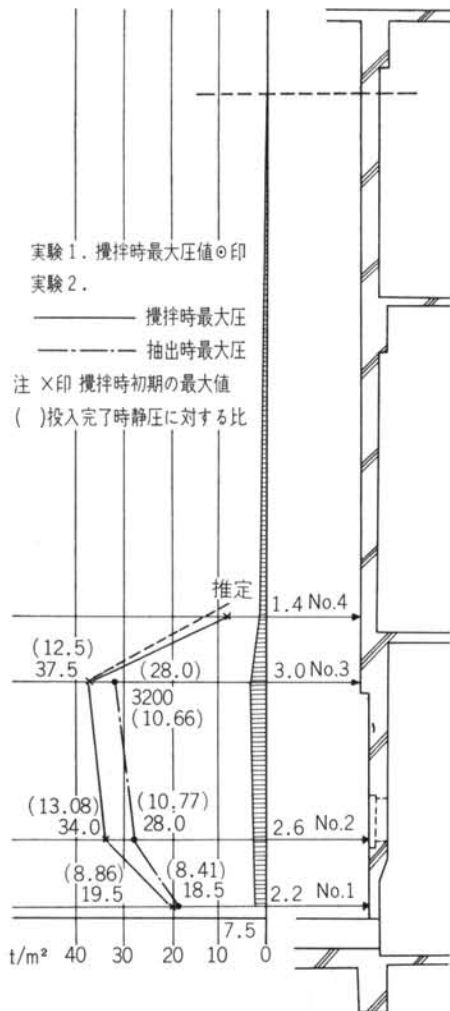 実験1. 攪拌時最大圧値⊙印
実験2.
攪拌時最大圧
抽出時最大圧
注 ×印 攪拌時初期の最大値
( )投入完了時静圧に対する比
推定
1.4 No.4
(12.5)
37.5
(28.0)
3.0 No.3
3200
(10.66)
(13.08)
34.0
(10.77)
28.0
2.6 No.2
(8.86)
19.5
(8.41)
18.5
2.2 No.1
7.5
t/m² 40 30 20 10 0